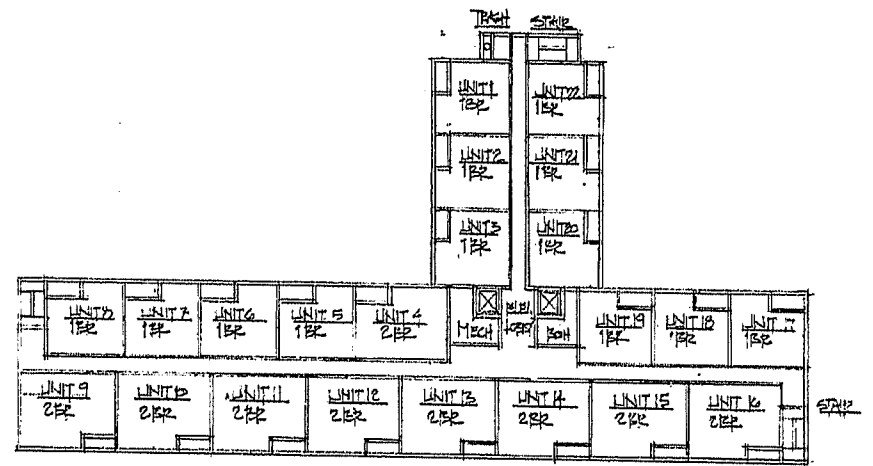 TRASH STAIR
UNIT 1
1BR
UNIT 22
1BR
UNIT 2
1BR
UNIT 21
1BR
UNIT 3
1BR
UNIT 20
1BR
UNIT 8
1BR
UNIT 7
1BR
UNIT 6
1BR
UNIT 5
1BR
UNIT 4
2BR
MECH
BOH
UNIT 19
1BR
UNIT 18
1BR
UNIT 17
1BR
UNIT 9
2BR
UNIT 10
2BR
UNIT 11
2BR
UNIT 12
2BR
UNIT 13
2BR
UNIT 14
2BR
UNIT 15
2BR
UNIT 16
2BR
STAIR